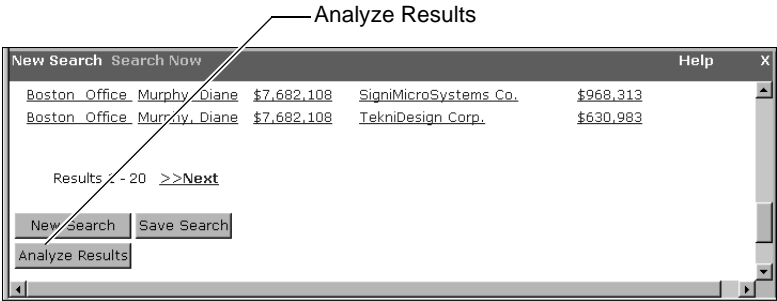 Analyze Results
New Search Search Now Help X
Boston Office Murphy, Diane $7,682,108 SigniMicroSystems Co. $968,313
Boston Office Murphy, Diane $7,682,108 TekniDesign Corp. $630,983
Results 1 - 20 >>Next
New Search Save Search
Analyze Results